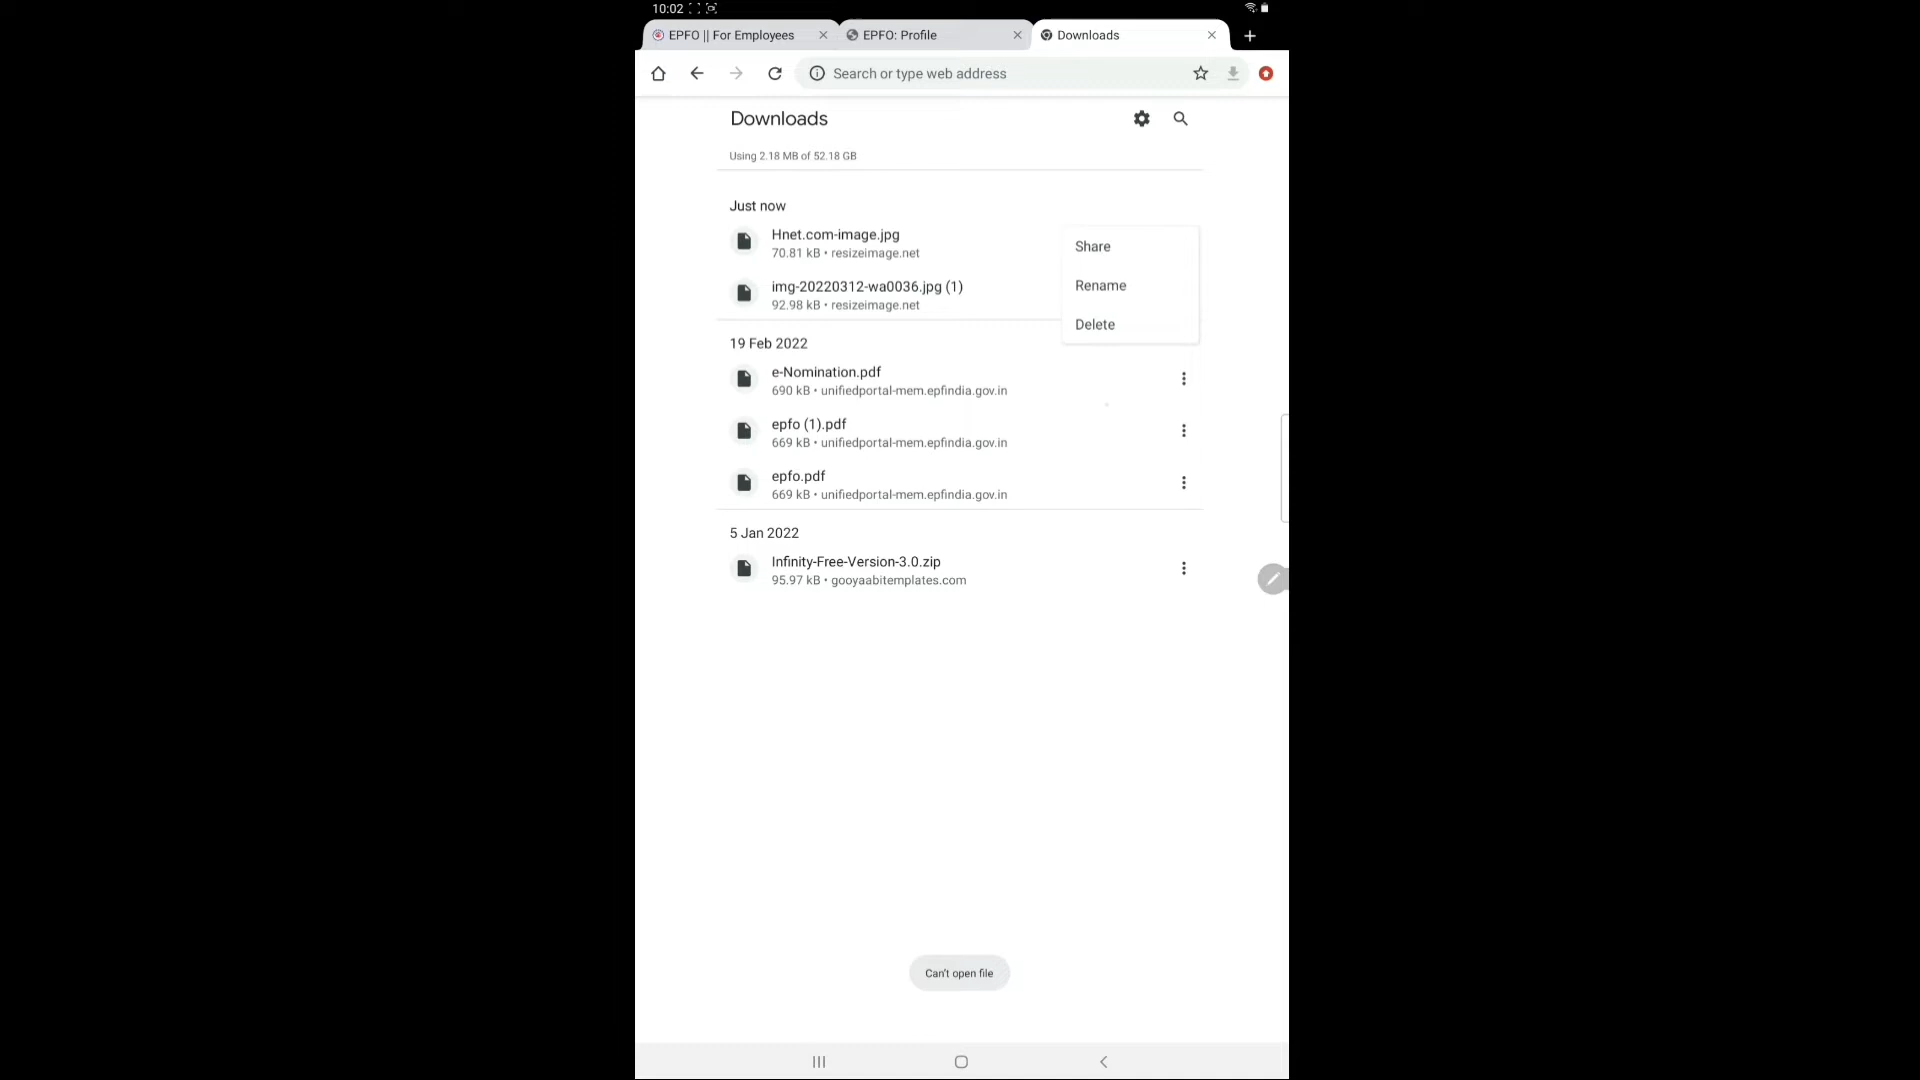 10:02
EPFO || For Employees
EPFO: Profile
Downloads
Search or type web address
Downloads
Using 2.18 MB of 52.18 GB
Just now
Hnet.com-image.jpg
70.81 kB • resizeimage.net
img-20220312-wa0036.jpg (1)
92.98 kB • resizeimage.net
Share
Rename
Delete
19 Feb 2022
e-Nomination.pdf
690 kB • unifiedportal-mem.epfindia.gov.in
epfo (1).pdf
669 kB • unifiedportal-mem.epfindia.gov.in
epfo.pdf
669 kB • unifiedportal-mem.epfindia.gov.in
5 Jan 2022
Infinity-Free-Version-3.0.zip
95.97 kB • gooyaabitemplates.com
Can't open file